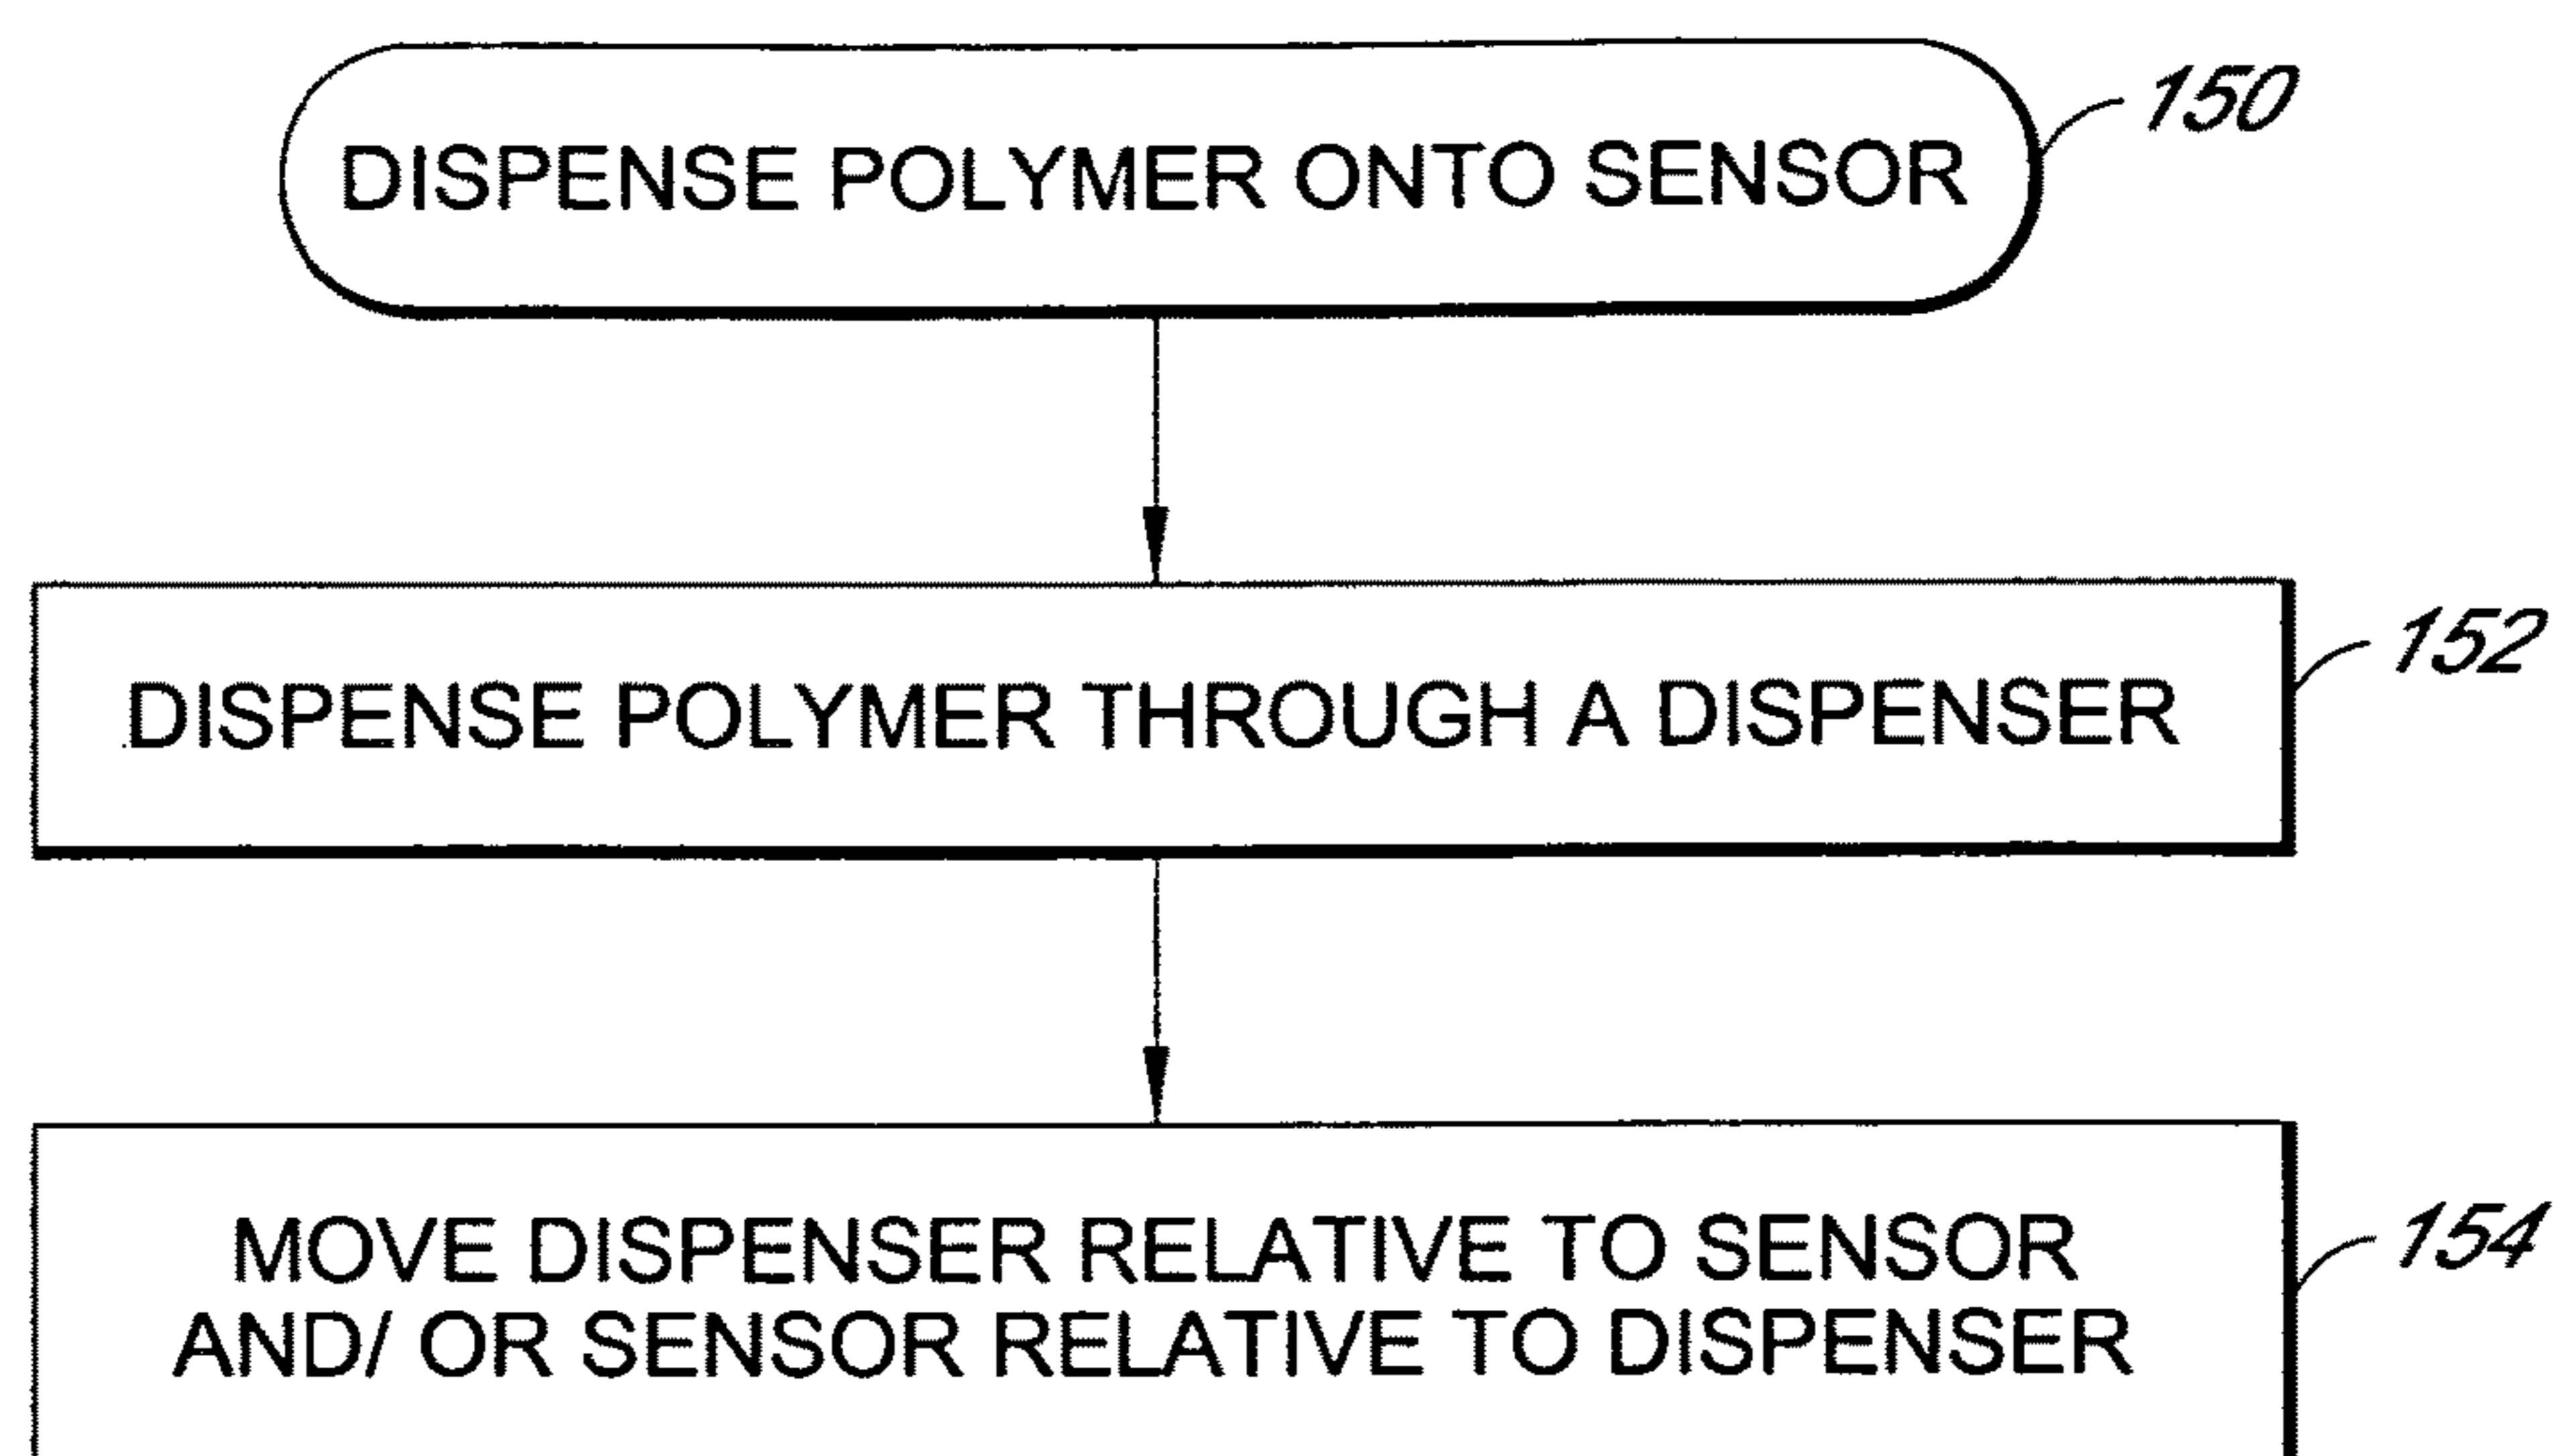 DISPENSE POLYMER ONTO SENSOR
150
DISPENSE POLYMER THROUGH A DISPENSER
152
MOVE DISPENSER RELATIVE TO SENSOR
AND/ OR SENSOR RELATIVE TO DISPENSER
154